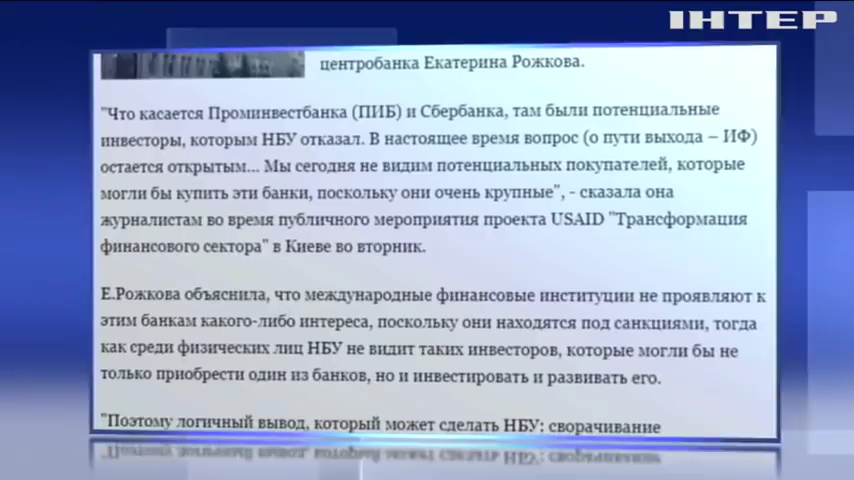 ІНТЕР
центробанка Екатерина Рожкова.
"Что касается Проминвестбанка (ПИБ) и Сбербанка, там были потенциальные
инвесторы, которым НБУ отказал. В настоящее время вопрос (о пути выхода – ИФ)
остается открытым... Мы сегодня не видим потенциальных покупателей, которые
могли бы купить эти банки, поскольку они очень крупные", - сказала она
журналистам во время публичного мероприятия проекта USAID "Трансформация
финансового сектора" в Киеве во вторник.
Е.Рожкова объяснила, что международные финансовые институции не проявляют к
этим банкам какого-либо интереса, поскольку они находятся под санкциями, тогда
как среди физических лиц НБУ не видит таких инвесторов, которые могли бы не
только приобрести один из банков, но и инвестировать и развивать его.
"Поэтому логичный вывод, который может сделать НБУ: сворачивание